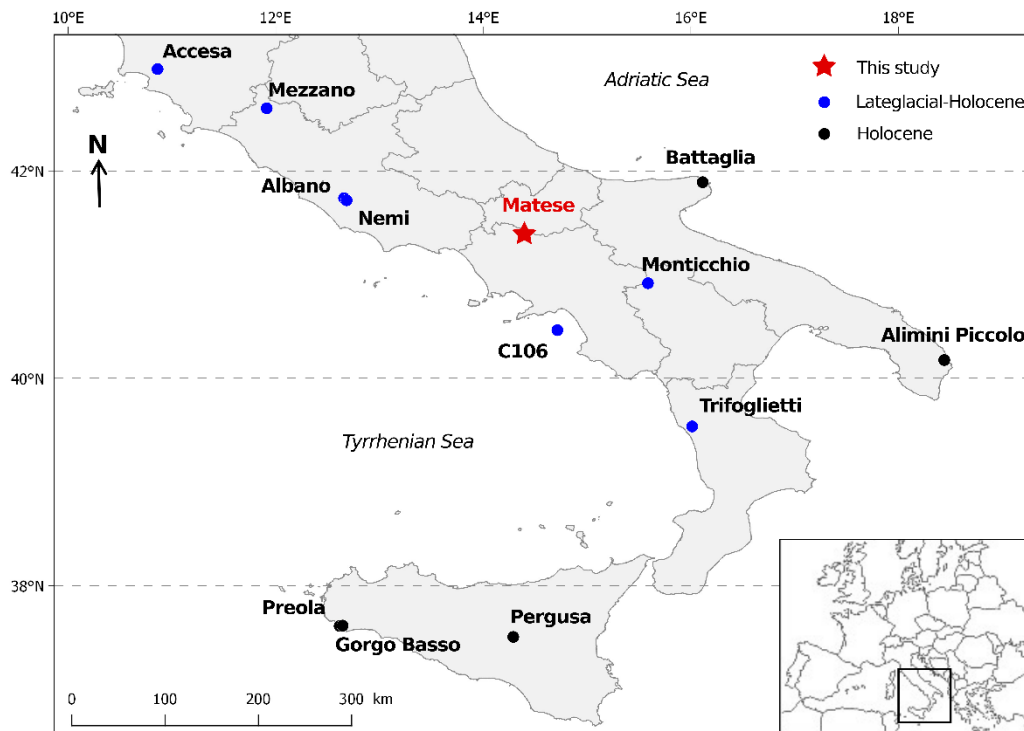 10°E 12°E 14°E 16°E 18°E
Accesa
Adriatic Sea
This study
Mezzano
Lateglacial-Holocene
Holocene
N
42°N
Battaglia
Albano
Matese
Nemi
Monticchio
Alimini Piccolo
C106
40°N
Trifoglietti
Tyrrhenian Sea
38°N
Preola
Pergusa
Gorgo Basso
0 100 200 300 km